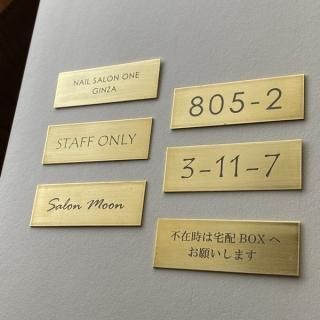 NAIL SALON ONE
GINZA
STAFF ONLY
Salon Moon
805-2
3-11-7
不在時は宅配 BOX へ
お願いします